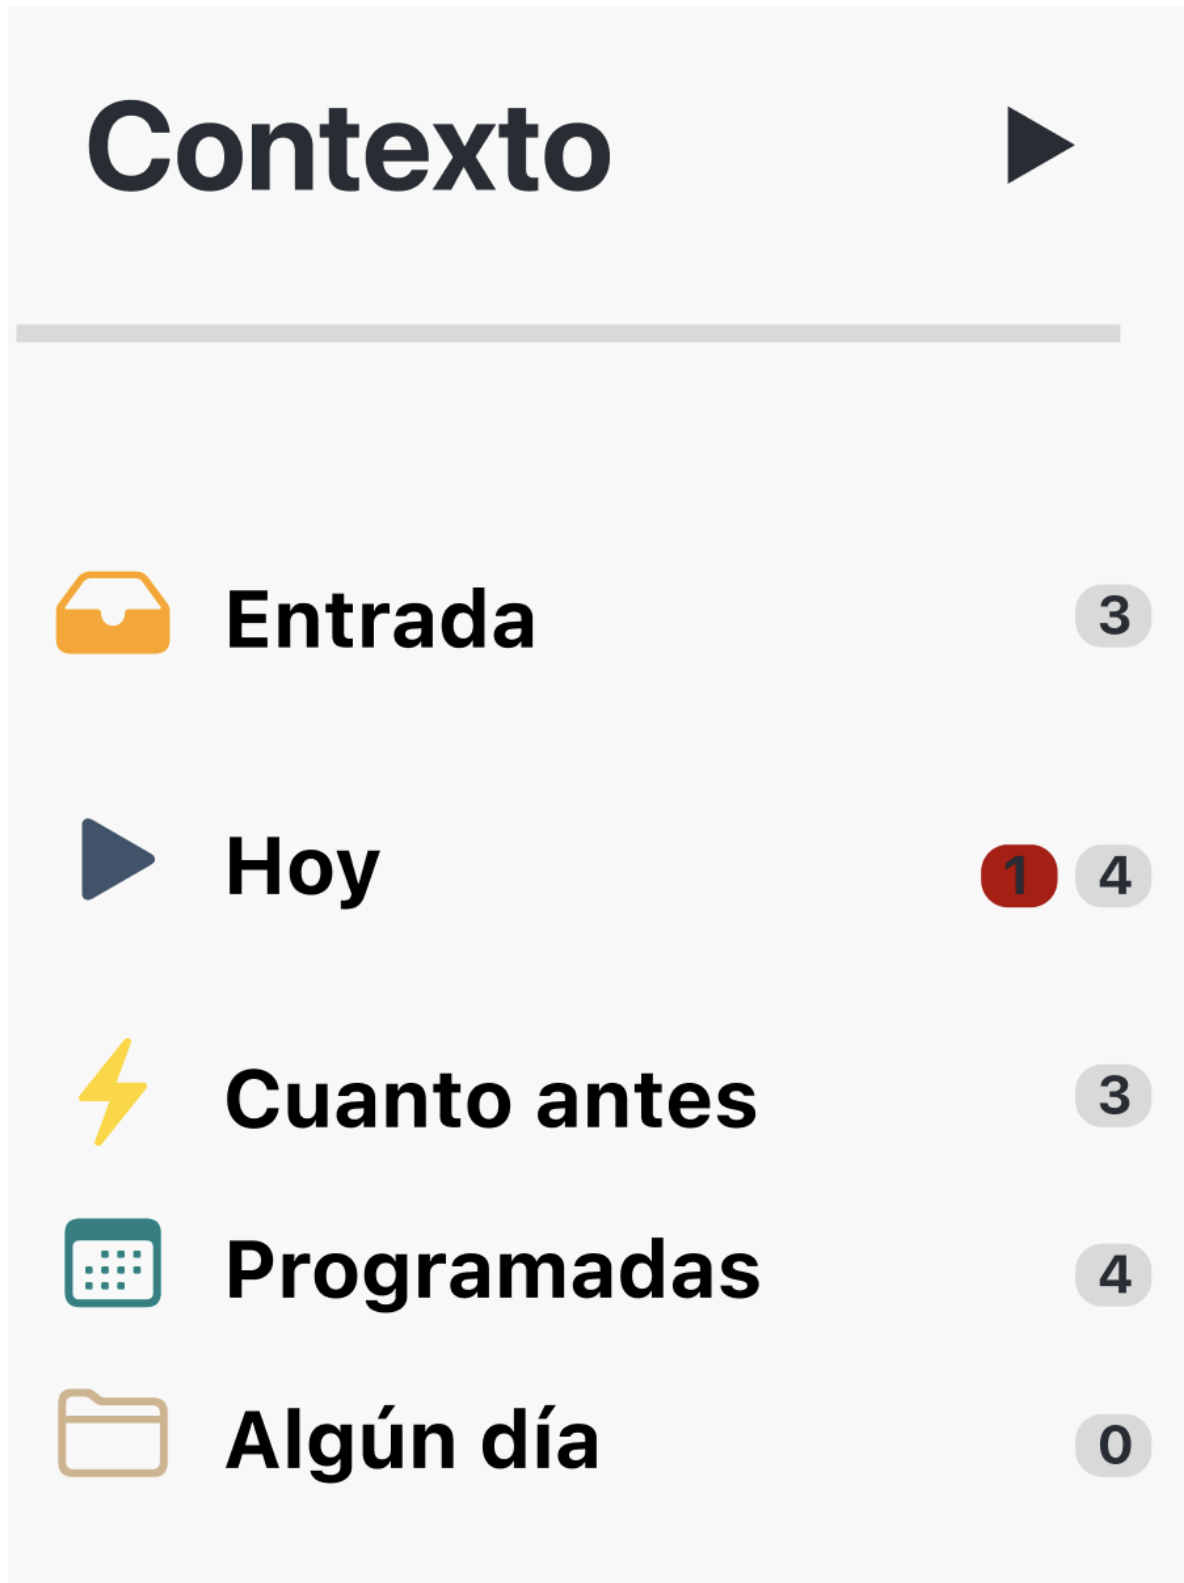 Contexto
Entrada 3
Hoy 1 4
Cuanto antes 3
Programadas 4
Algún día 0